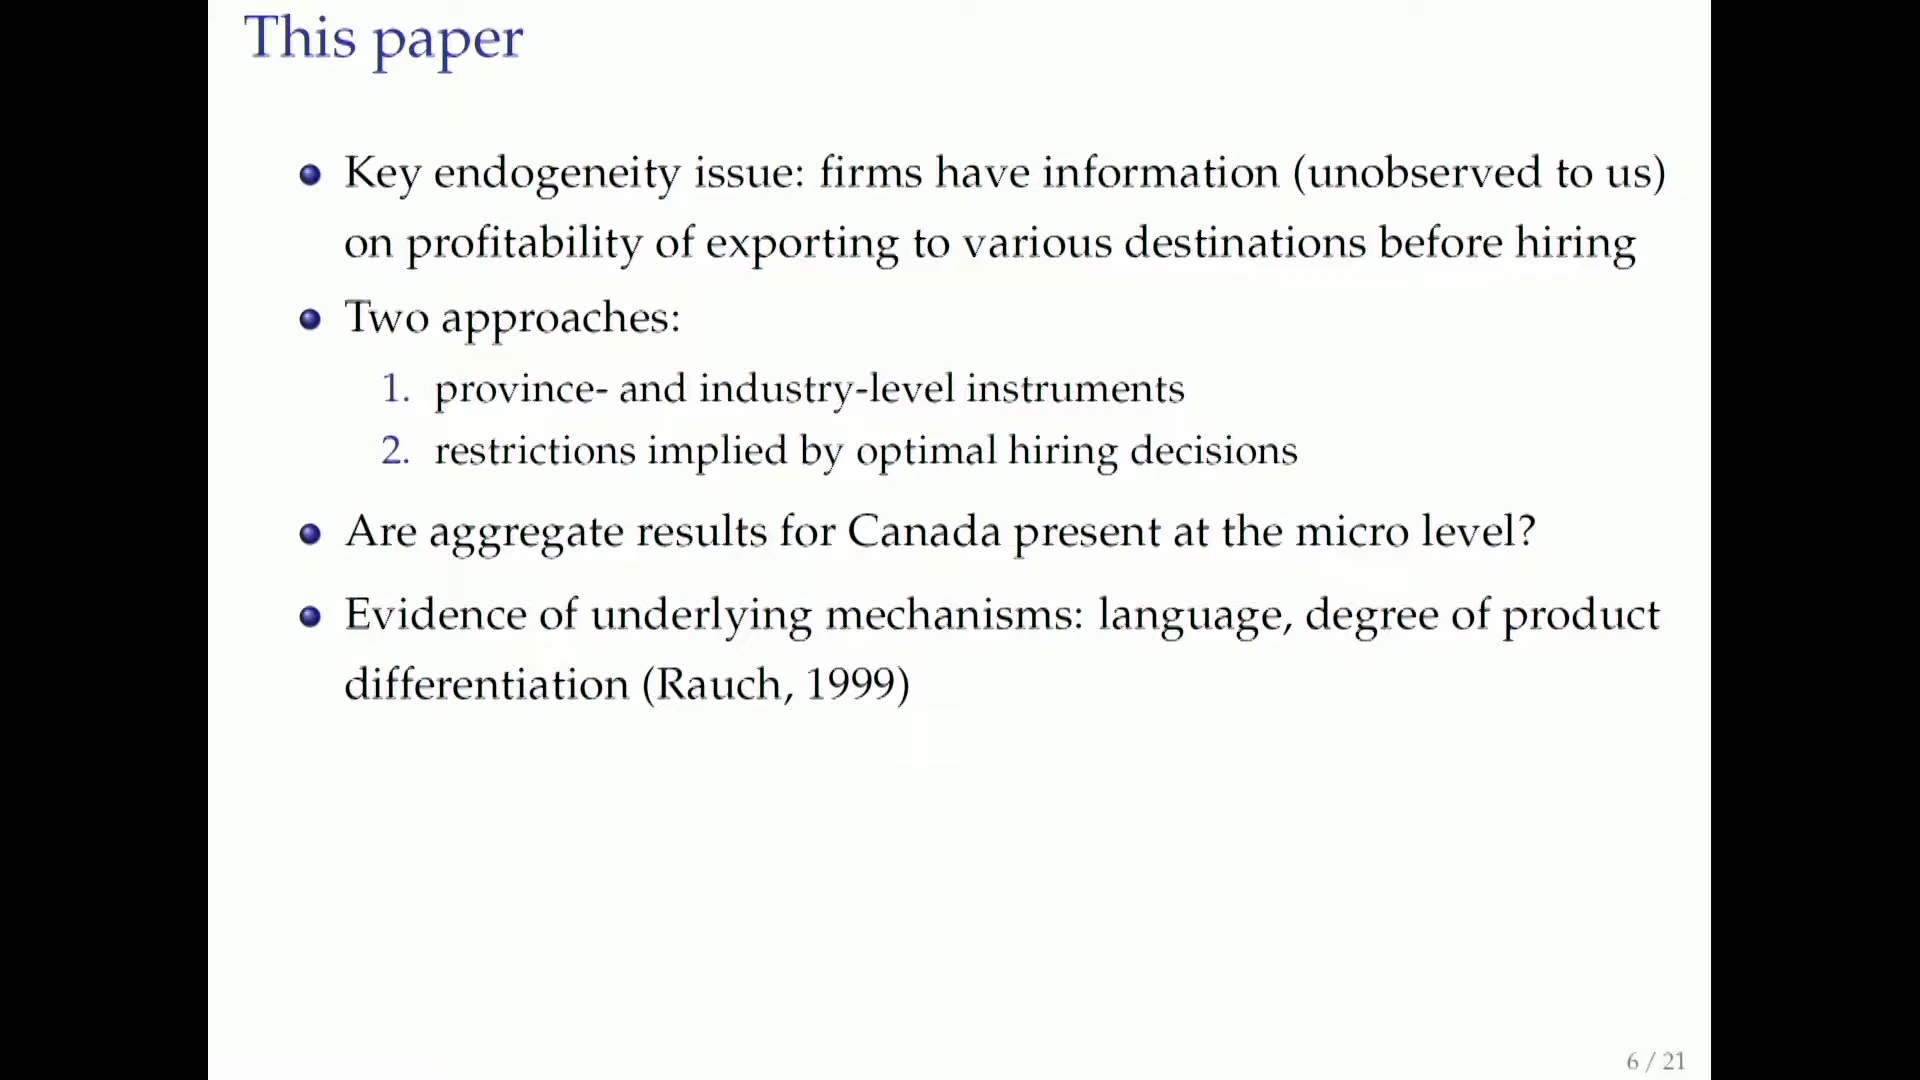 This paper
Key endogeneity issue: firms have information (unobserved to us)
on profitability of exporting to various destinations before hiring
Two approaches:
1. province- and industry-level instruments
2. restrictions implied by optimal hiring decisions
Are aggregate results for Canada present at the micro level?
Evidence of underlying mechanisms: language, degree of product
differentiation (Rauch, 1999)
6 / 21